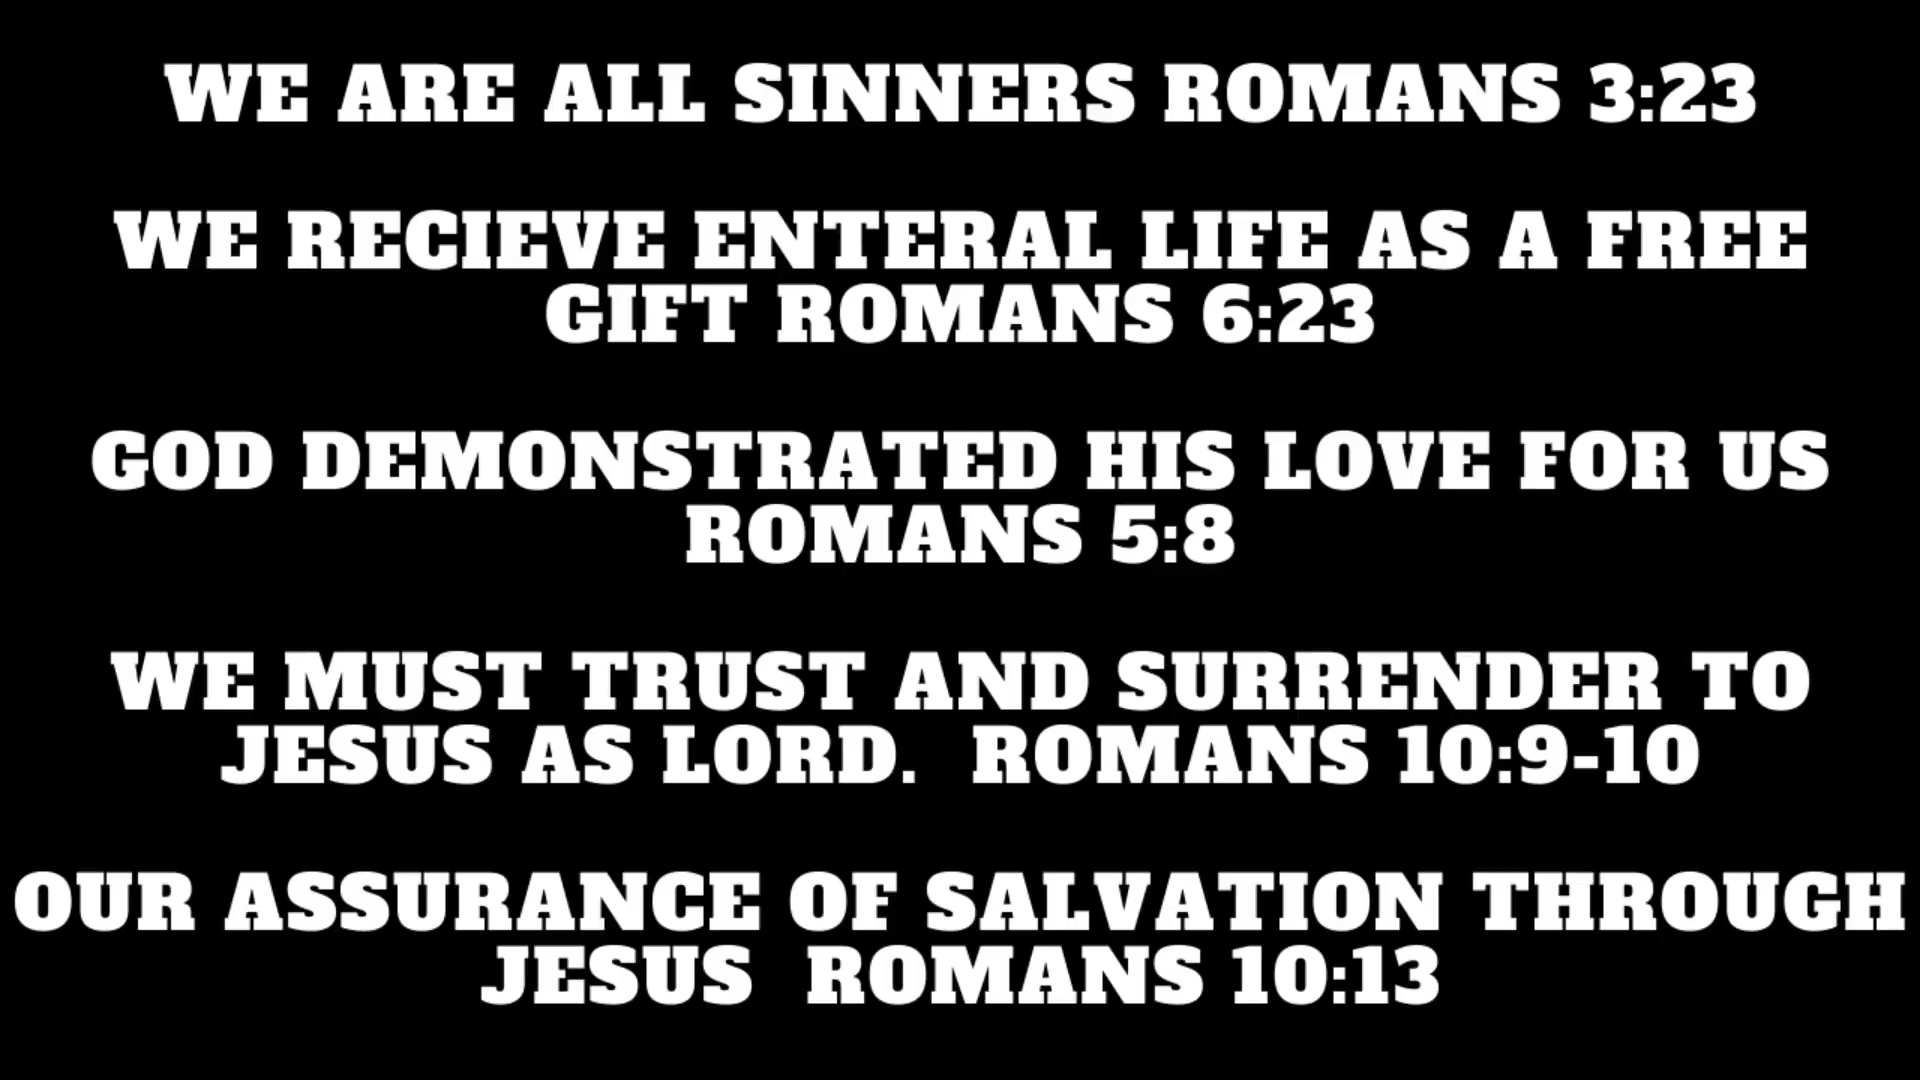 WE ARE ALL SINNERS ROMANS 3:23
WE RECIEVE ENTERAL LIFE AS A FREE
GIFT ROMANS 6:23
GOD DEMONSTRATED HIS LOVE FOR US
ROMANS 5:8
WE MUST TRUST AND SURRENDER TO
JESUS AS LORD.  ROMANS 10:9-10
OUR ASSURANCE OF SALVATION THROUGH
JESUS  ROMANS 10:13